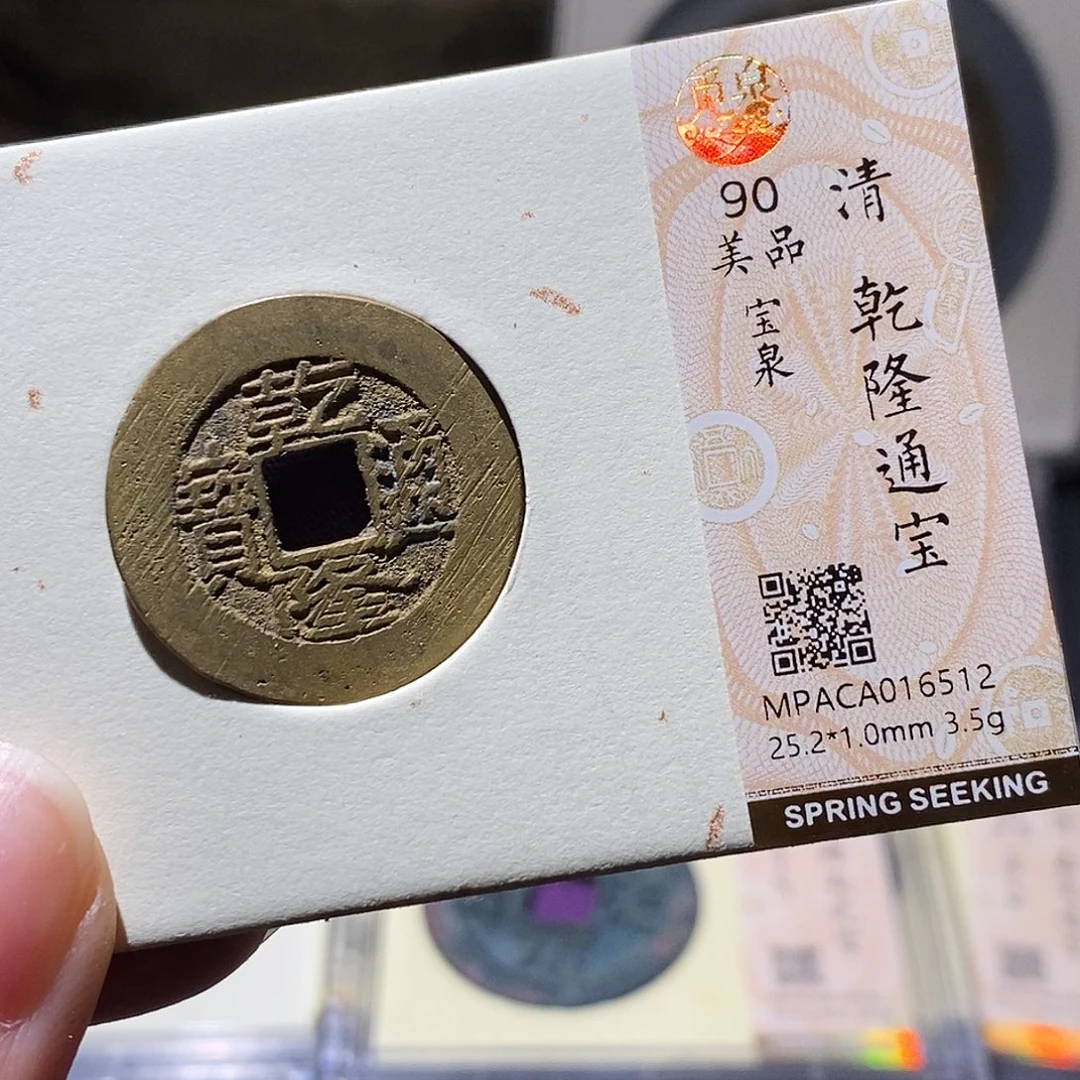 乾隆通寶
清 乾隆通宝
90
美品
宝泉
MPACA016512
25.2*1.0mm 3.5g
SPRING SEEKING